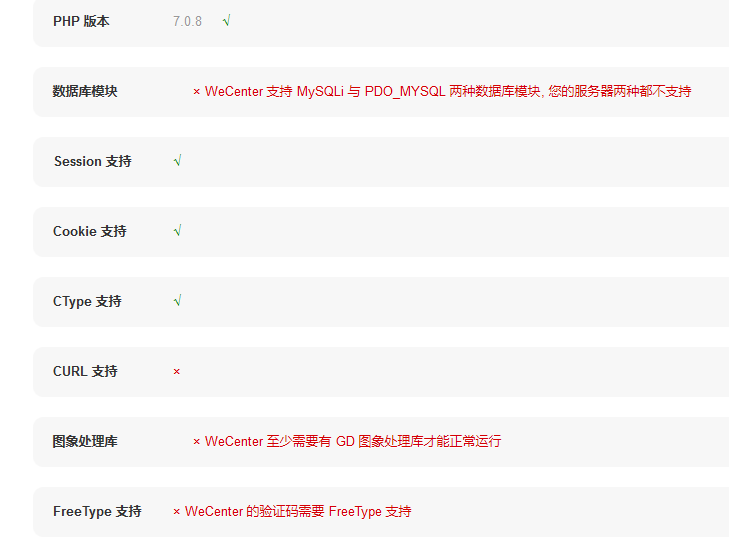 PHP 版本 7.0.8 √
数据库模块 × WeCenter 支持 MySQLi 与 PDO_MYSQL 两种数据库模块, 您的服务器两种都不支持
Session 支持 √
Cookie 支持 √
CType 支持 √
CURL 支持 ×
图象处理库 × WeCenter 至少需要有 GD 图象处理库才能正常运行
FreeType 支持 × WeCenter 的验证码需要 FreeType 支持